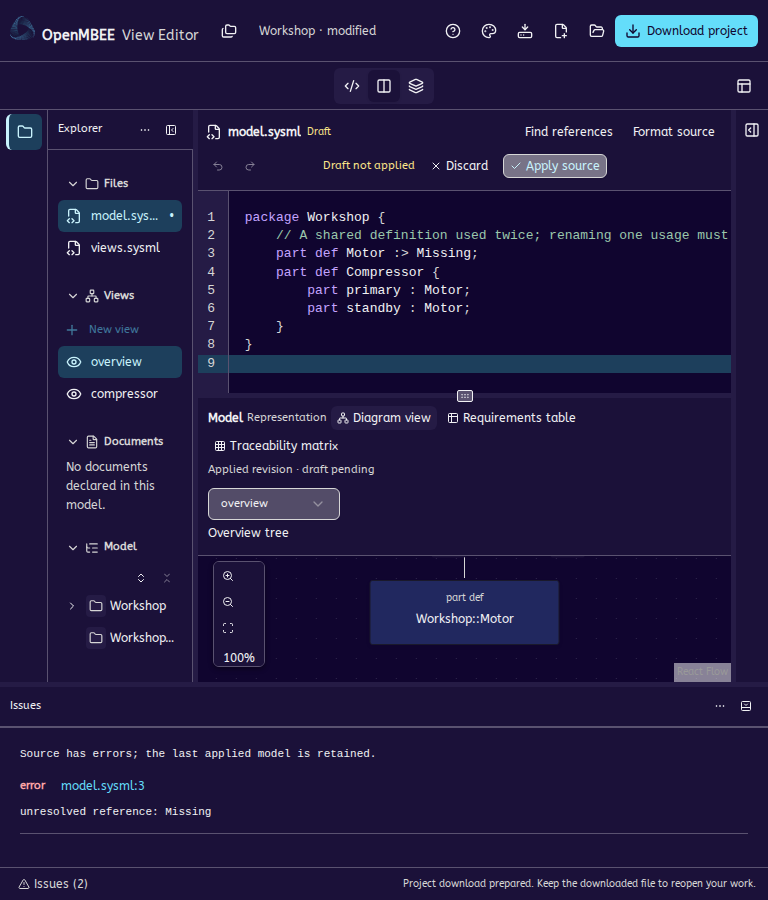 OpenMBEE View Editor
Workshop · modified
Download project
Explorer
Files
model.sys...
views.sysml
Views
New view
overview
compressor
Documents
No documents
declared in this
model.
Model
Workshop
Workshop...
model.sysml Draft
Find references
Format source
Draft not applied
Discard
Apply source
1 package Workshop {
2 // A shared definition used twice; renaming one usage must
3 part def Motor :> Missing;
4 part def Compressor {
5 part primary : Motor;
6 part standby : Motor;
7 }
8 }
9
Model Representation Diagram view Requirements table
Traceability matrix
Applied revision · draft pending
overview
Overview tree
part def
Workshop::Motor
100%
React Flow
Issues
Source has errors; the last applied model is retained.
error model.sysml:3
unresolved reference: Missing
Issues (2)
Project download prepared. Keep the downloaded file to reopen your work.